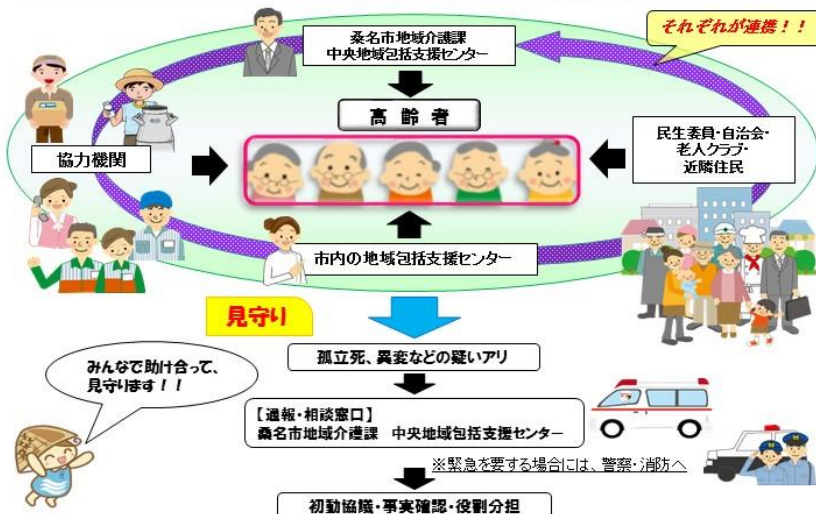 桑名市地域介護課
中央地域包括支援センター
それぞれが連携！！
高齢者
協力機関
民生委員・自治会・
老人クラブ・
近隣住民
市内の地域包括支援センター
見守り
孤立死、異変などの疑いアリ
みんなで助け合って、
見守ります！！
【通報・相談窓口】
桑名市地域介護課　中央地域包括支援センター
※緊急を要する場合には、警察・消防へ
初動協議・事実確認・役割分担